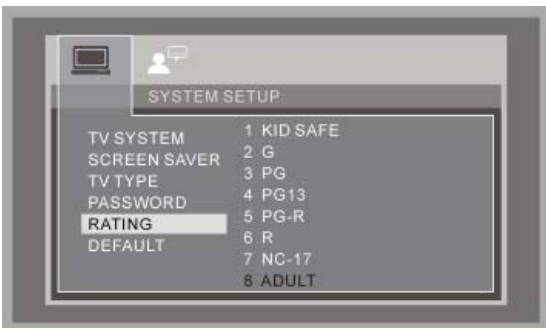 SYSTEM SETUP
TV SYSTEM
SCREEN SAVER
TV TYPE
PASSWORD
RATING
DEFAULT
1 KID SAFE
2 G
3 PG
4 PG13
5 PG-R
6 R
7 NC-17
8 ADULT